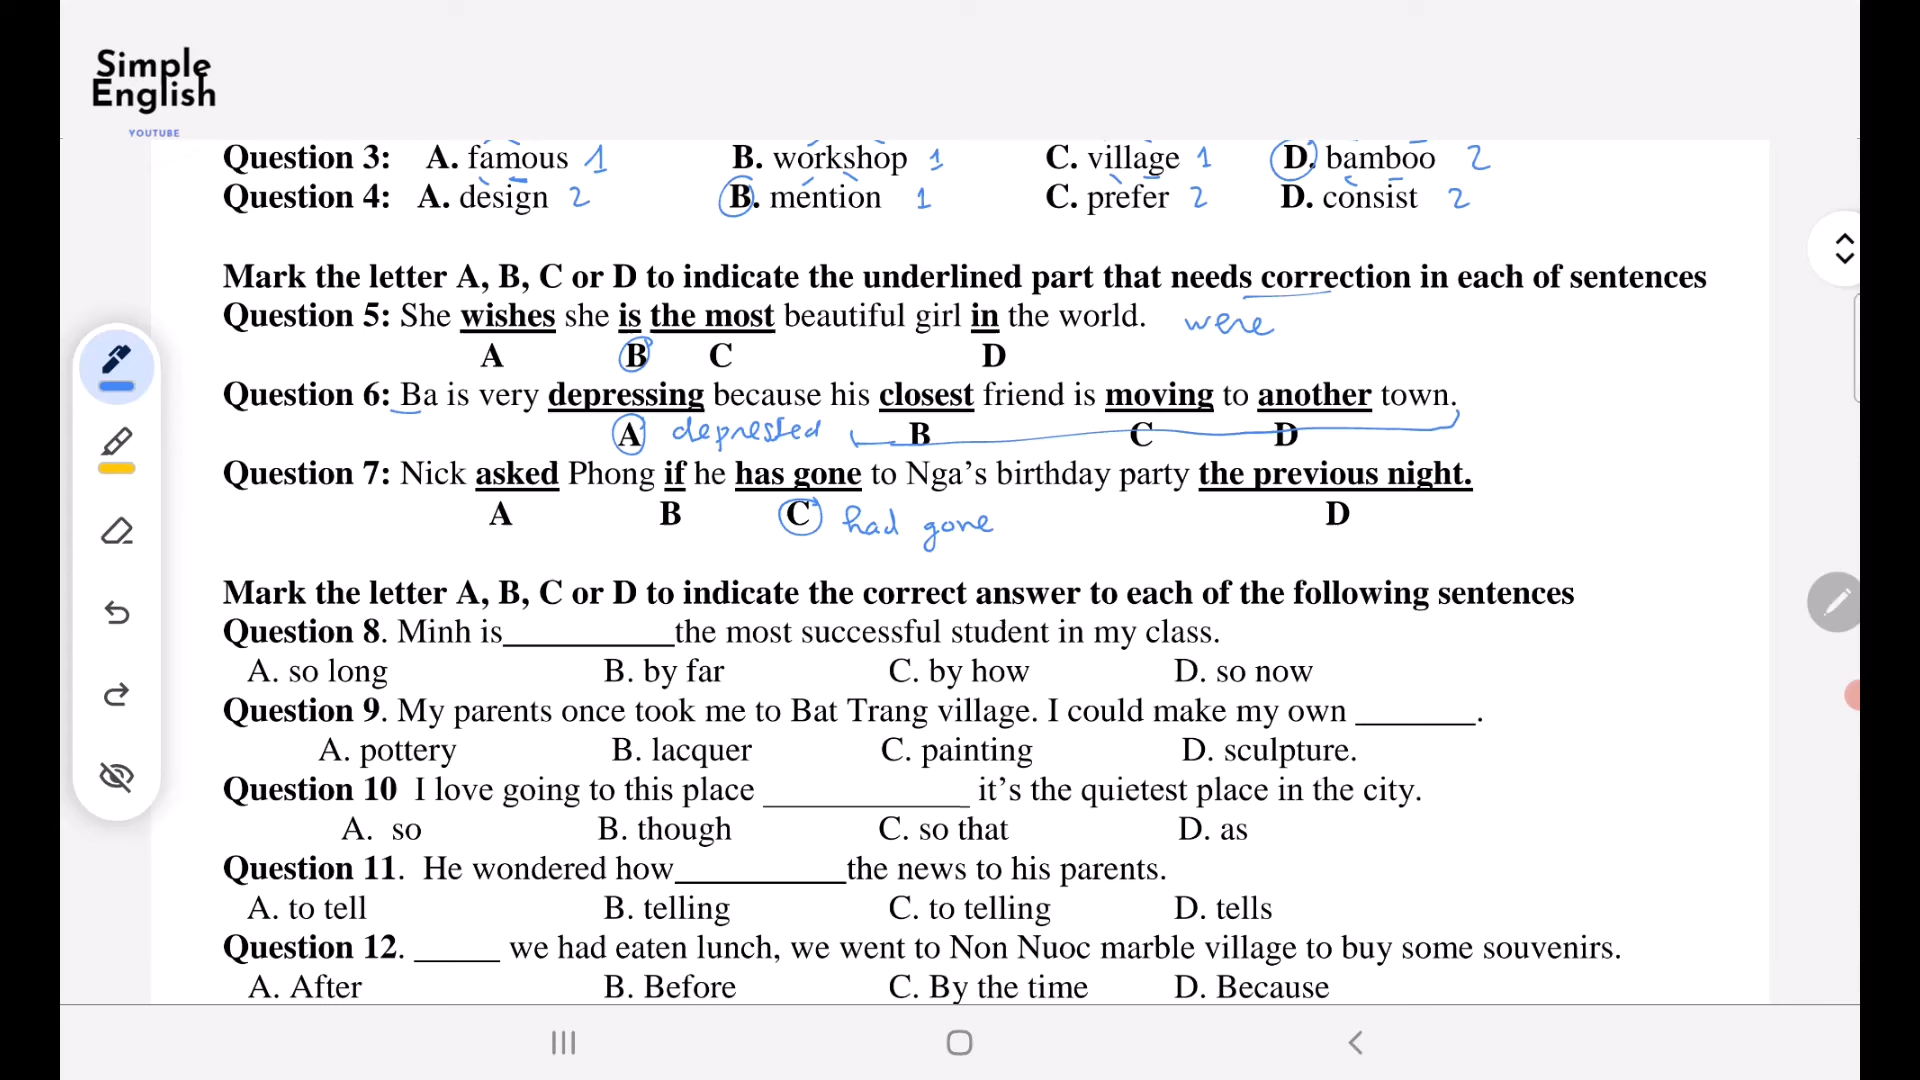 Simple
English
YOUTUBE
Question 3: A. famous 1 B. workshop 1 C. village 1 D. bamboo 2
Question 4: A. design 2 B. mention 1 C. prefer 2 D. consist 2
Mark the letter A, B, C or D to indicate the underlined part that needs correction in each of sentences
Question 5: She wishes she is the most beautiful girl in the world. were
A B C D
Question 6: Ba is very depressing because his closest friend is moving to another town.
A depressed B C D
Question 7: Nick asked Phong if he has gone to Nga's birthday party the previous night.
A B C had gone D
Mark the letter A, B, C or D to indicate the correct answer to each of the following sentences
Question 8. Minh is__________the most successful student in my class.
A. so long B. by far C. by how D. so now
Question 9. My parents once took me to Bat Trang village. I could make my own _______.
A. pottery B. lacquer C. painting D. sculpture.
Question 10 I love going to this place ____________ it's the quietest place in the city.
A. so B. though C. so that D. as
Question 11. He wondered how__________the news to his parents.
A. to tell B. telling C. to telling D. tells
Question 12. _____ we had eaten lunch, we went to Non Nuoc marble village to buy some souvenirs.
A. After B. Before C. By the time D. Because